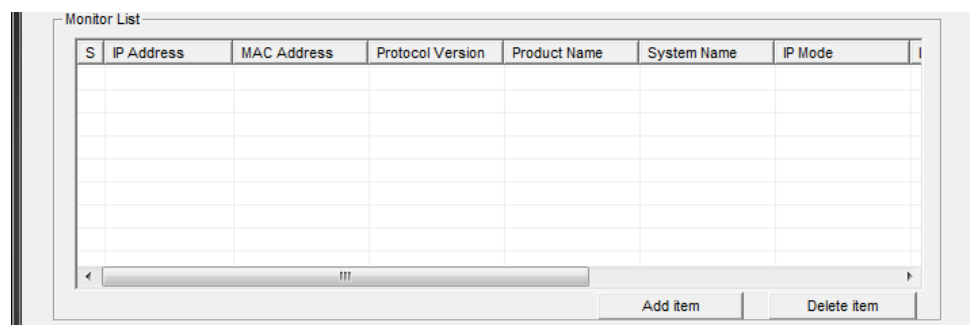 Monitor List
S IP Address MAC Address Protocol Version Product Name System Name IP Mode
Add item Delete item